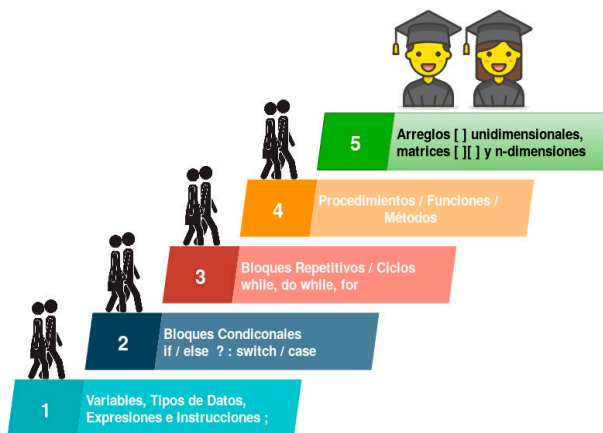 5
Arreglos [ ] unidimensionales,
matrices [ ][ ] y n-dimensiones
4
Procedimientos / Funciones /
Métodos
3
Bloques Repetitivos / Ciclos
while, do while, for
2
Bloques Condiconales
if / else ? : switch / case
1
Variables, Tipos de Datos,
Expresiones e Instrucciones ;